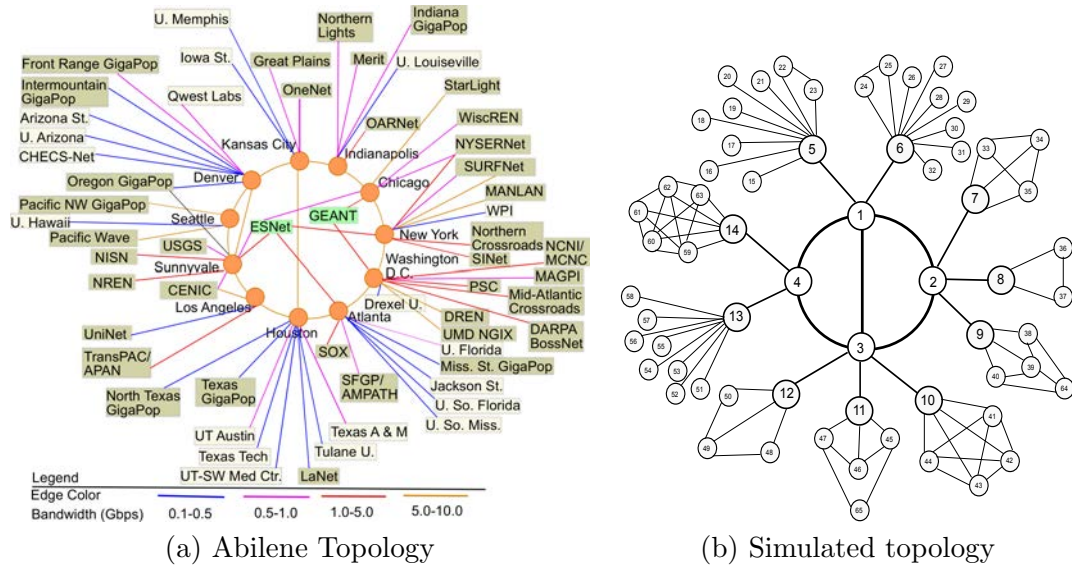 U. Memphis
Northern
Lights
Indiana
GigaPop
Iowa St.
Great Plains
Merit
U. Louiseville
Front Range GigaPop
Intermountain
GigaPop
Qwest Labs
OneNet
StarLight
Arizona St.
OARNet
WiscREN
U. Arizona
Kansas City
Indianapolis
NYSERNet
CHECS-Net
Denver
Chicago
SURFNet
Oregon GigaPop
MANLAN
Pacific NW GigaPop
Seattle
GEANT
WPI
U. Hawaii
ESNet
New York
Northern
Crossroads
Pacific Wave
USGS
Washington
D.C.
SINet
NCNI/
MCNC
NISN
Sunnyvale
PSC
MAGPI
NREN
CENIC
Drexel U.
Mid-Atlantic
Crossroads
Los Angeles
Houston
Atlanta
DREN
UMD NGIX
DARPA
BossNet
UniNet
SOX
U. Florida
TransPAC/
APAN
Miss. St. GigaPop
North Texas
GigaPop
Texas
GigaPop
SFGP/
AMPATH
Jackson St.
U. So. Florida
U. So. Miss.
UT Austin
Texas A & M
Texas Tech
Tulane U.
UT-SW Med Ctr.
LaNet
Legend
Edge Color
Bandwidth (Gbps) 0.1-0.5 0.5-1.0 1.0-5.0 5.0-10.0
(a) Abilene Topology
22
25
27
20
21
26
24
23
19
28
29
18
30
17
5
6
31
34
33
16
15
32
35
62
63
7
61
1
14
60
59
36
4
2
8
58
37
57
13
38
56
55
3
9
39
54
53
40
64
52
51
50
12
11
10
41
47
45
49
48
46
44
42
43
65
(b) Simulated topology